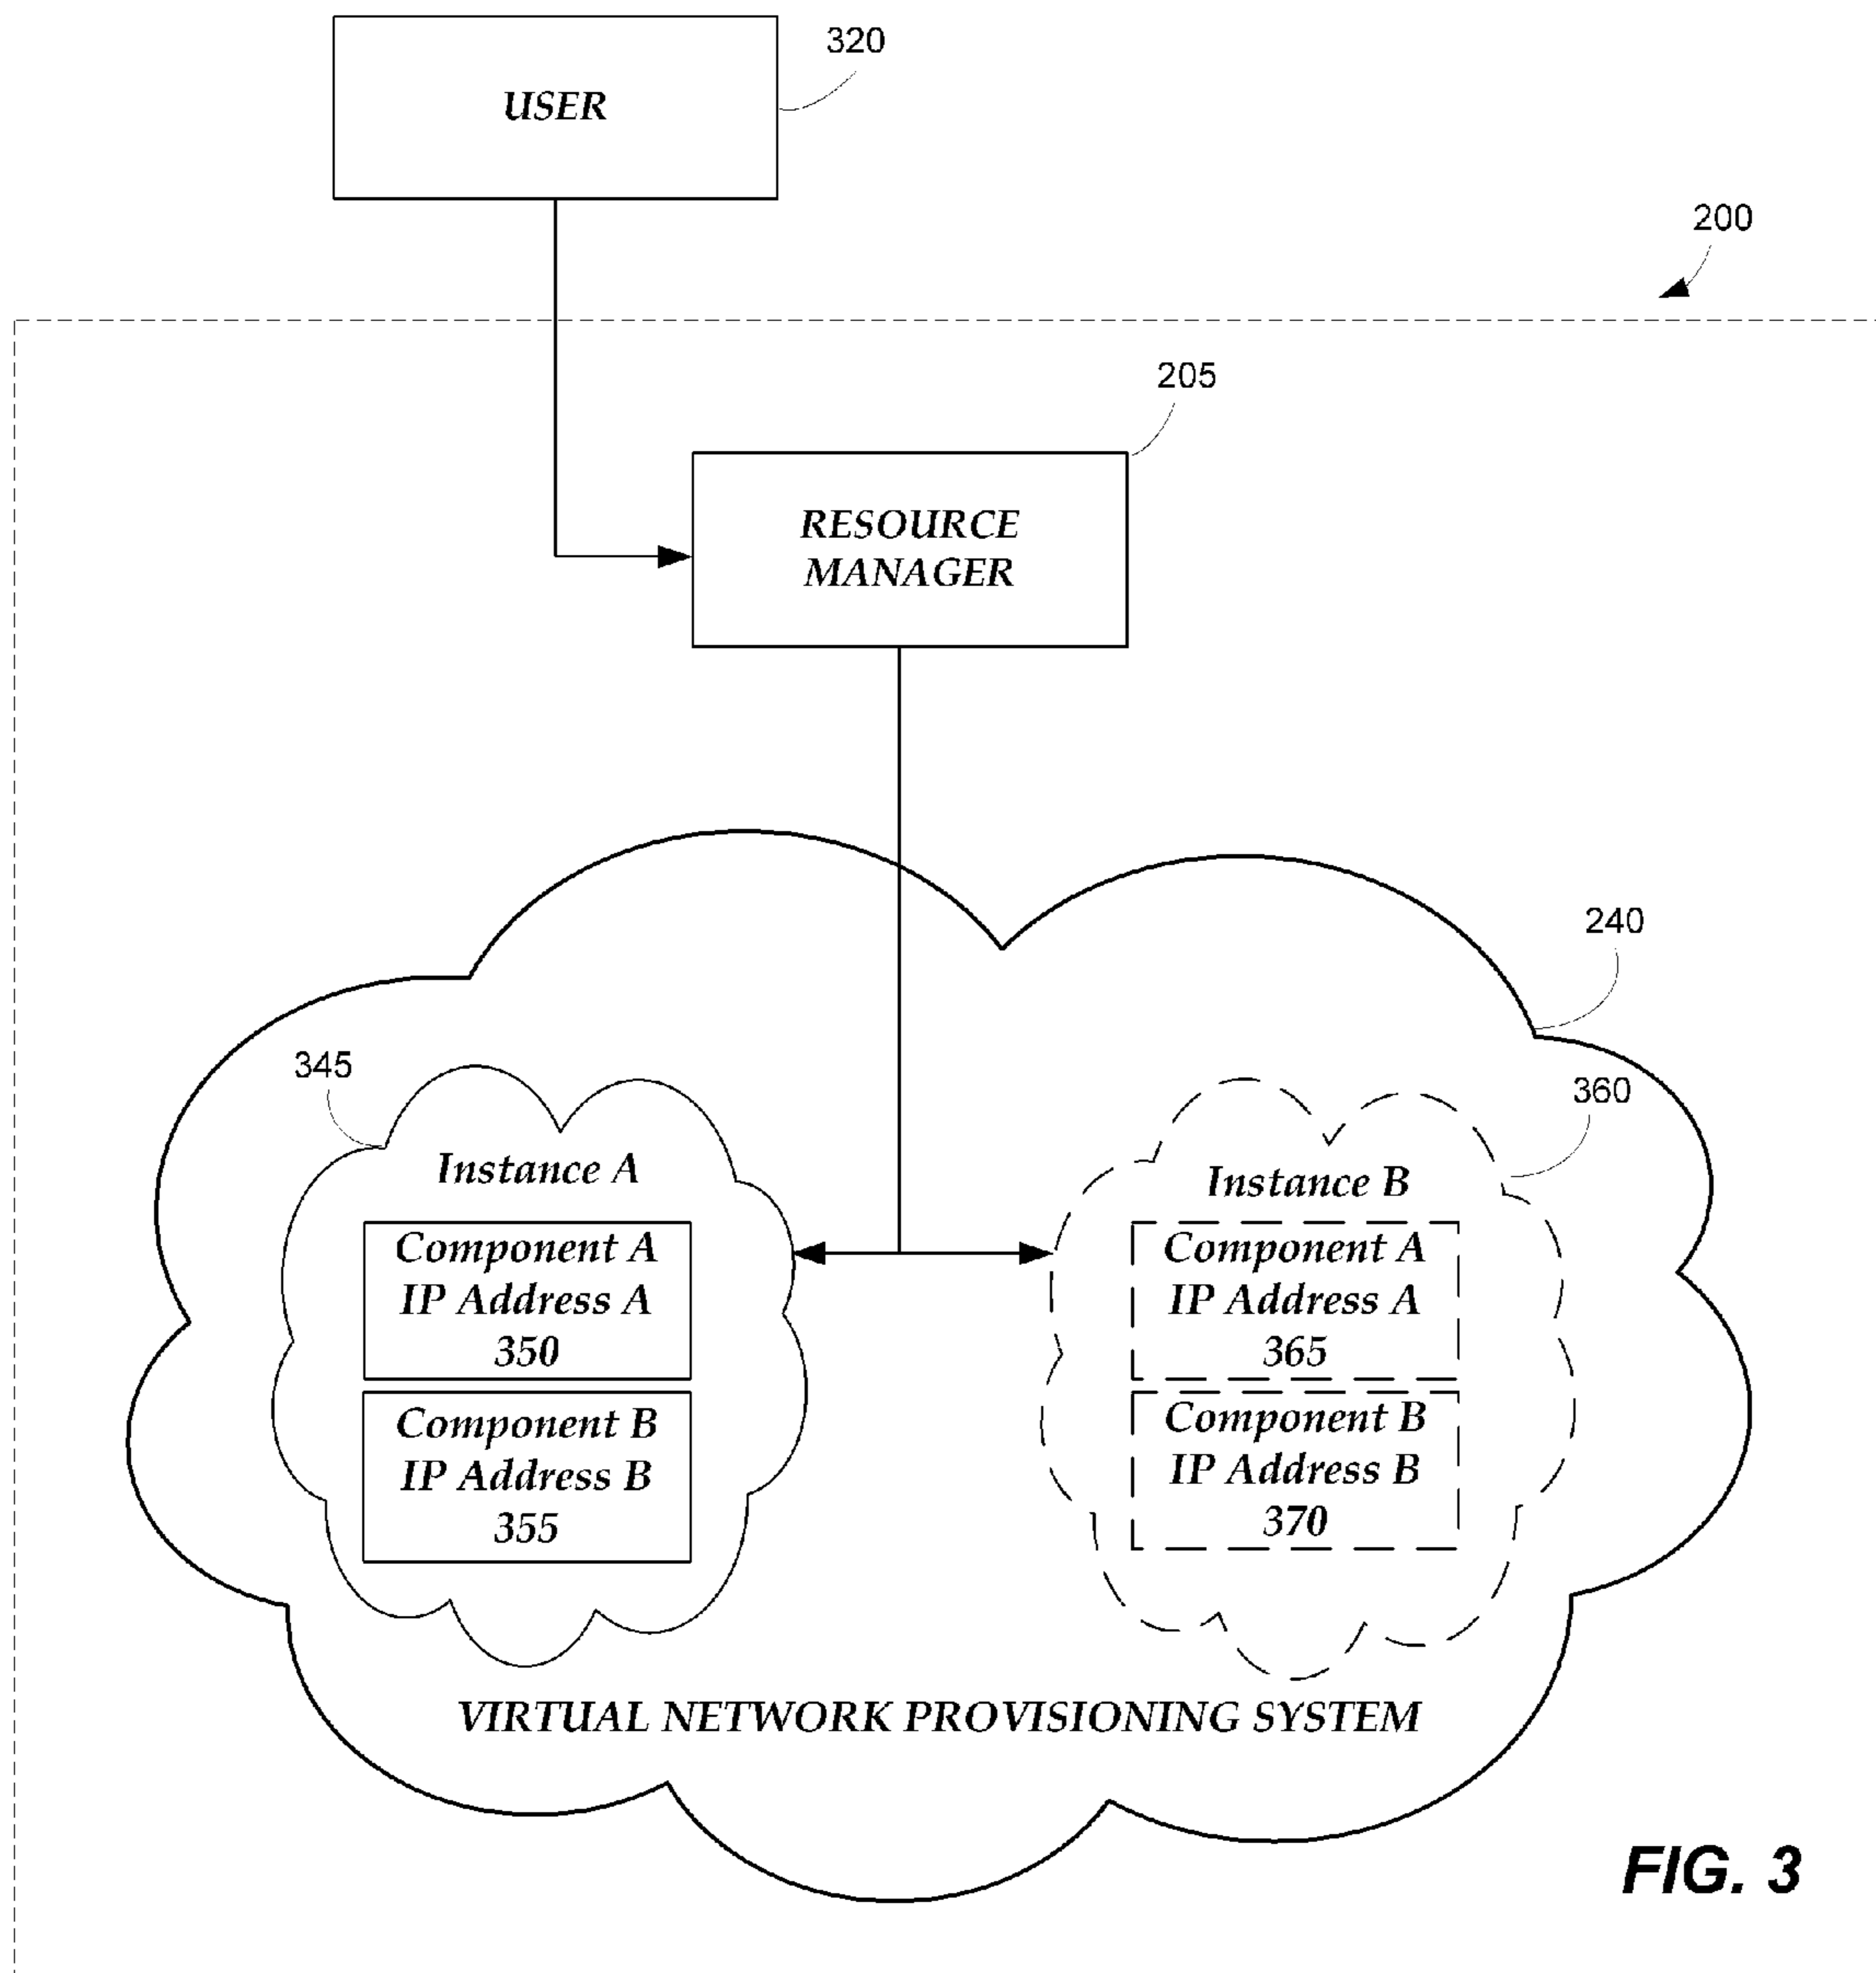 320
USER
200
205
RESOURCE
MANAGER
240
345
360
Instance A
Component A
IP Address A
350
Component B
IP Address B
355
Instance B
Component A
IP Address A
365
Component B
IP Address B
370
VIRTUAL NETWORK PROVISIONING SYSTEM
FIG. 3